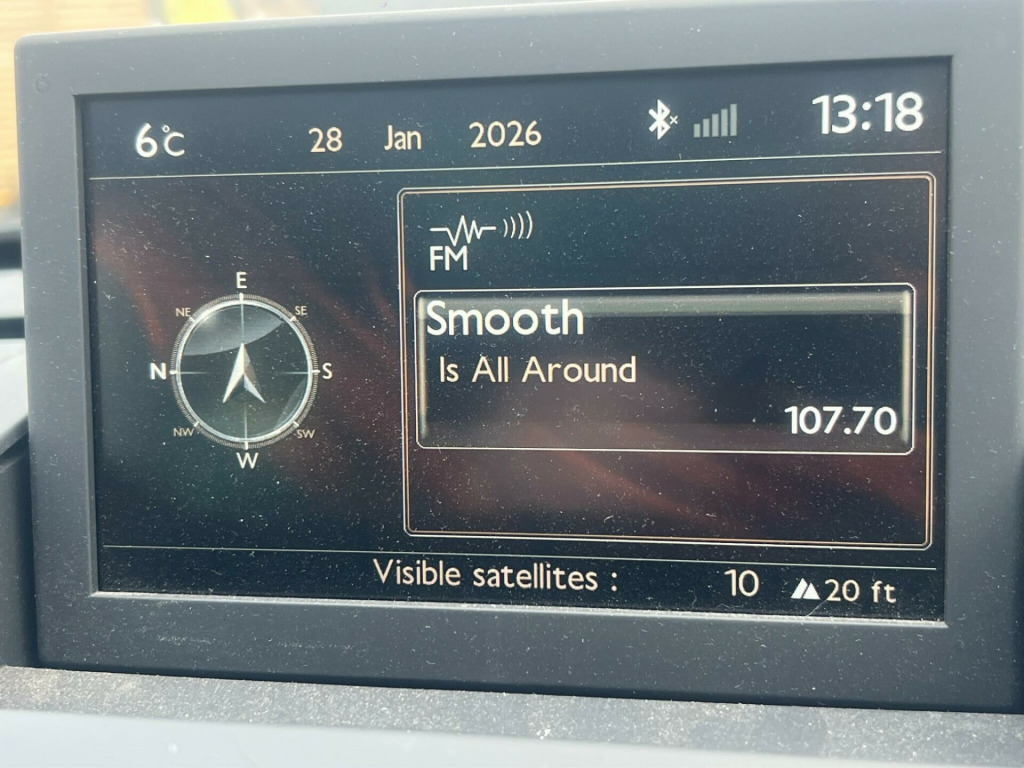 6°C 28 Jan 2026 13:18
FM
Smooth
Is All Around
107.70
E
NE SE
N S
NW SW
W
Visible satellites : 10 20 ft